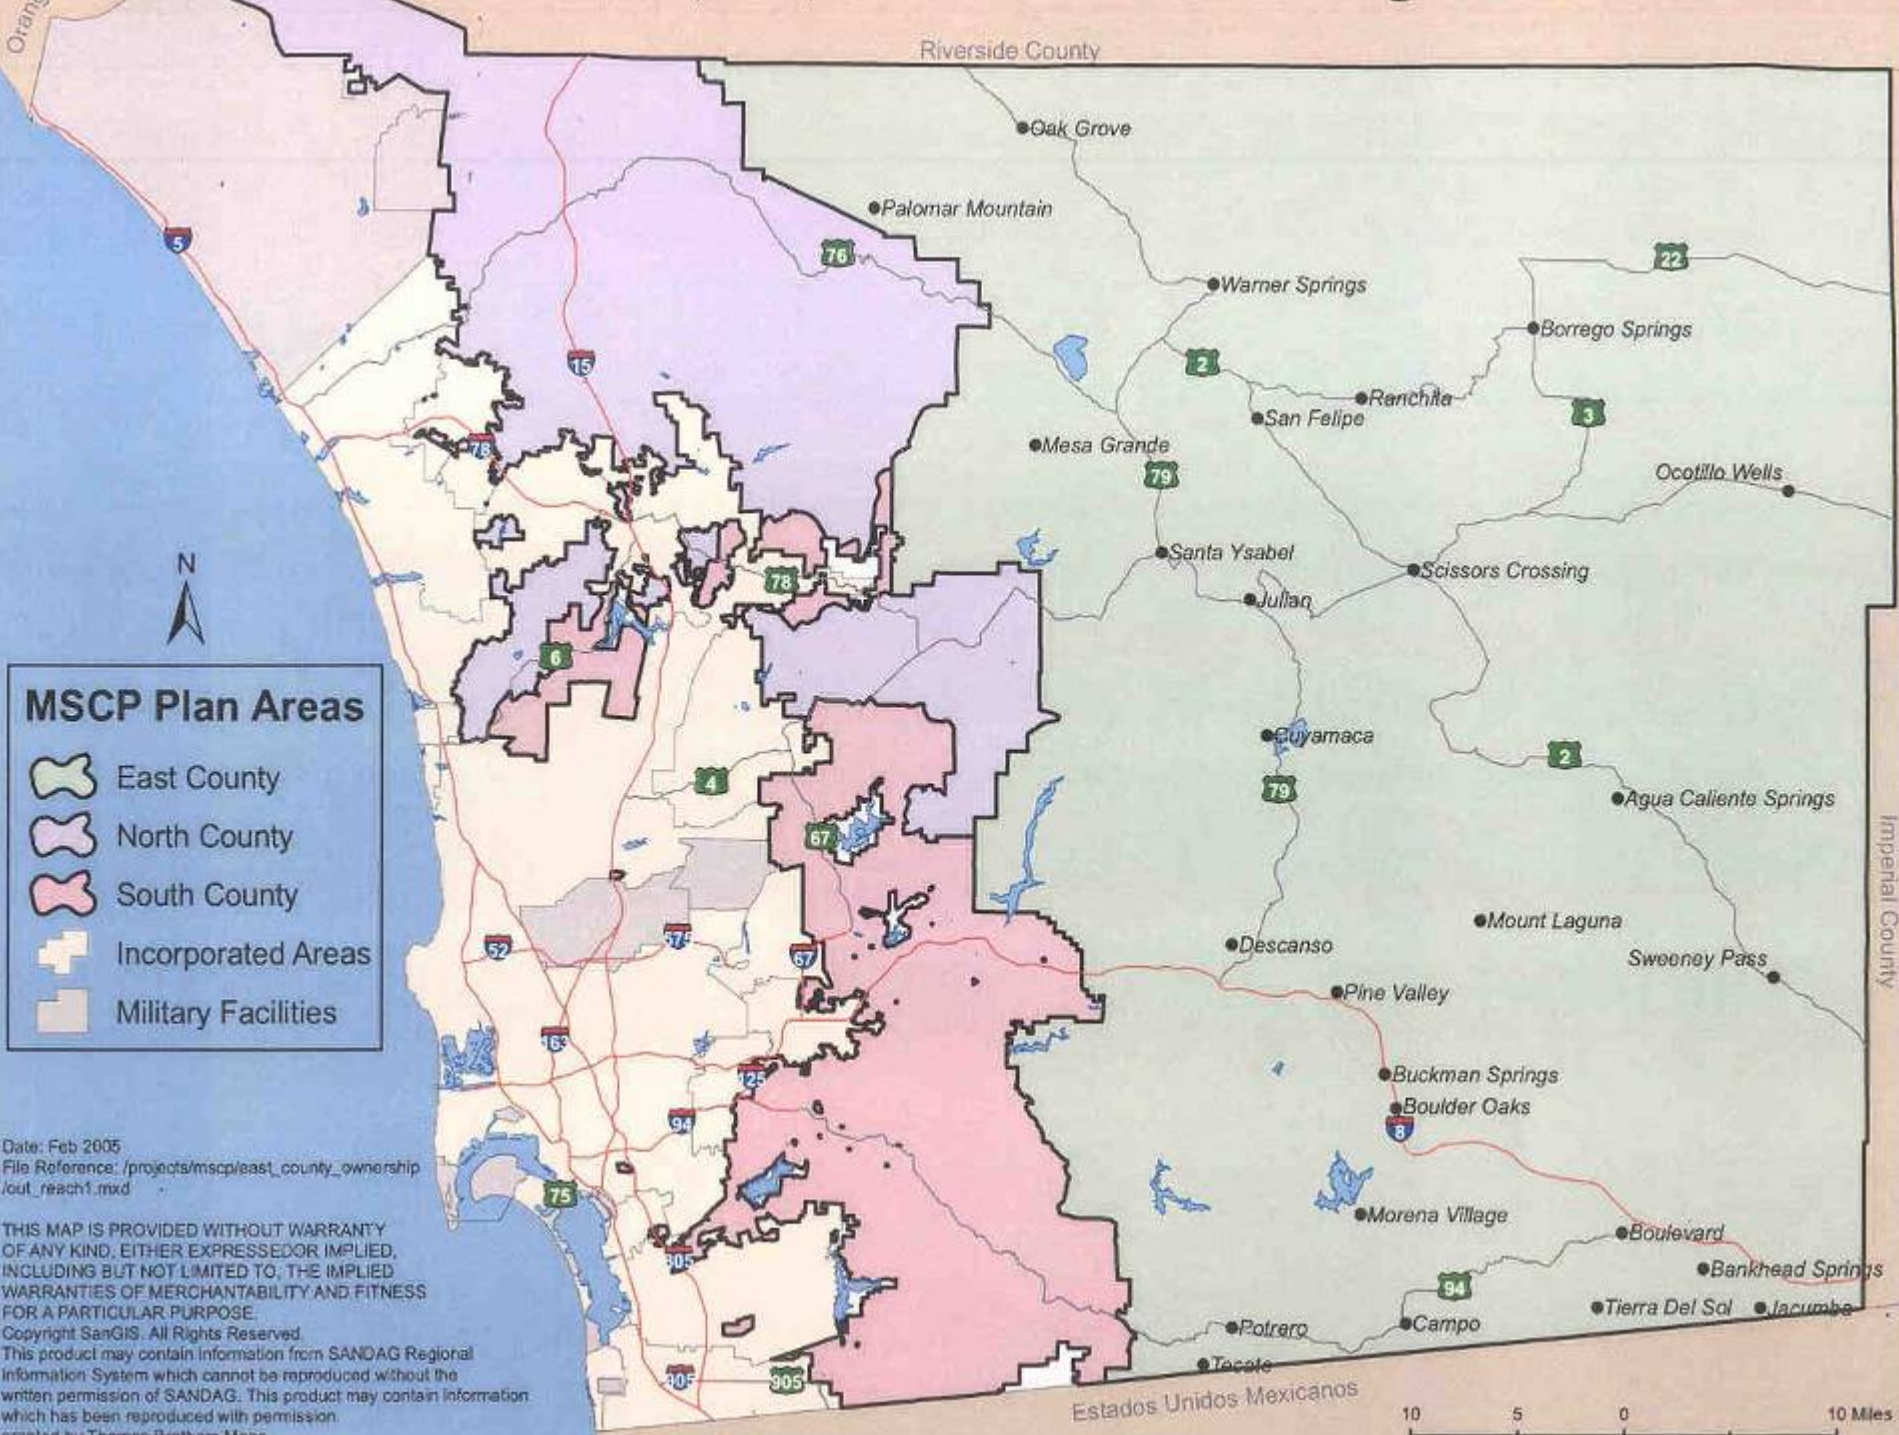 Orang
Riverside County
Oak Grove
Palomar Mountain
5
76
Warner Springs
22
Borrego Springs
15
2
Ranchita
San Felipe
3
78
Mesa Grande
79
Ocotillo Wells
N
Santa Ysabel
78
Scissors Crossing
Julian
6
MSCP Plan Areas
East County
North County
South County
Incorporated Areas
Military Facilities
Cuyamaca
2
4
79
Agua Caliente Springs
67
Imperial County
Mount Laguna
52
67
Descanso
Sweeney Pass
Pine Valley
163
125
Buckman Springs
Boulder Oaks
94
8
75
Morena Village
Boulevard
805
Bankhead Springs
94
Tierra Del Sol
Jacumba
Potrero
Campo
Tecate
905
905
Estados Unidos Mexicanos
10 5 0 10 Miles
Date: Feb 2005
File Reference: /projects/mscp/east_county_ownership
/out_reach1.mxd
THIS MAP IS PROVIDED WITHOUT WARRANTY
OF ANY KIND, EITHER EXPRESSEDOR IMPLIED,
INCLUDING BUT NOT LIMITED TO, THE IMPLIED
WARRANTIES OF MERCHANTABILITY AND FITNESS
FOR A PARTICULAR PURPOSE.
Copyright SanGIS. All Rights Reserved.
This product may contain information from SANDAG Regional
Information System which cannot be reproduced without the
written permission of SANDAG. This product may contain information
which has been reproduced with permission